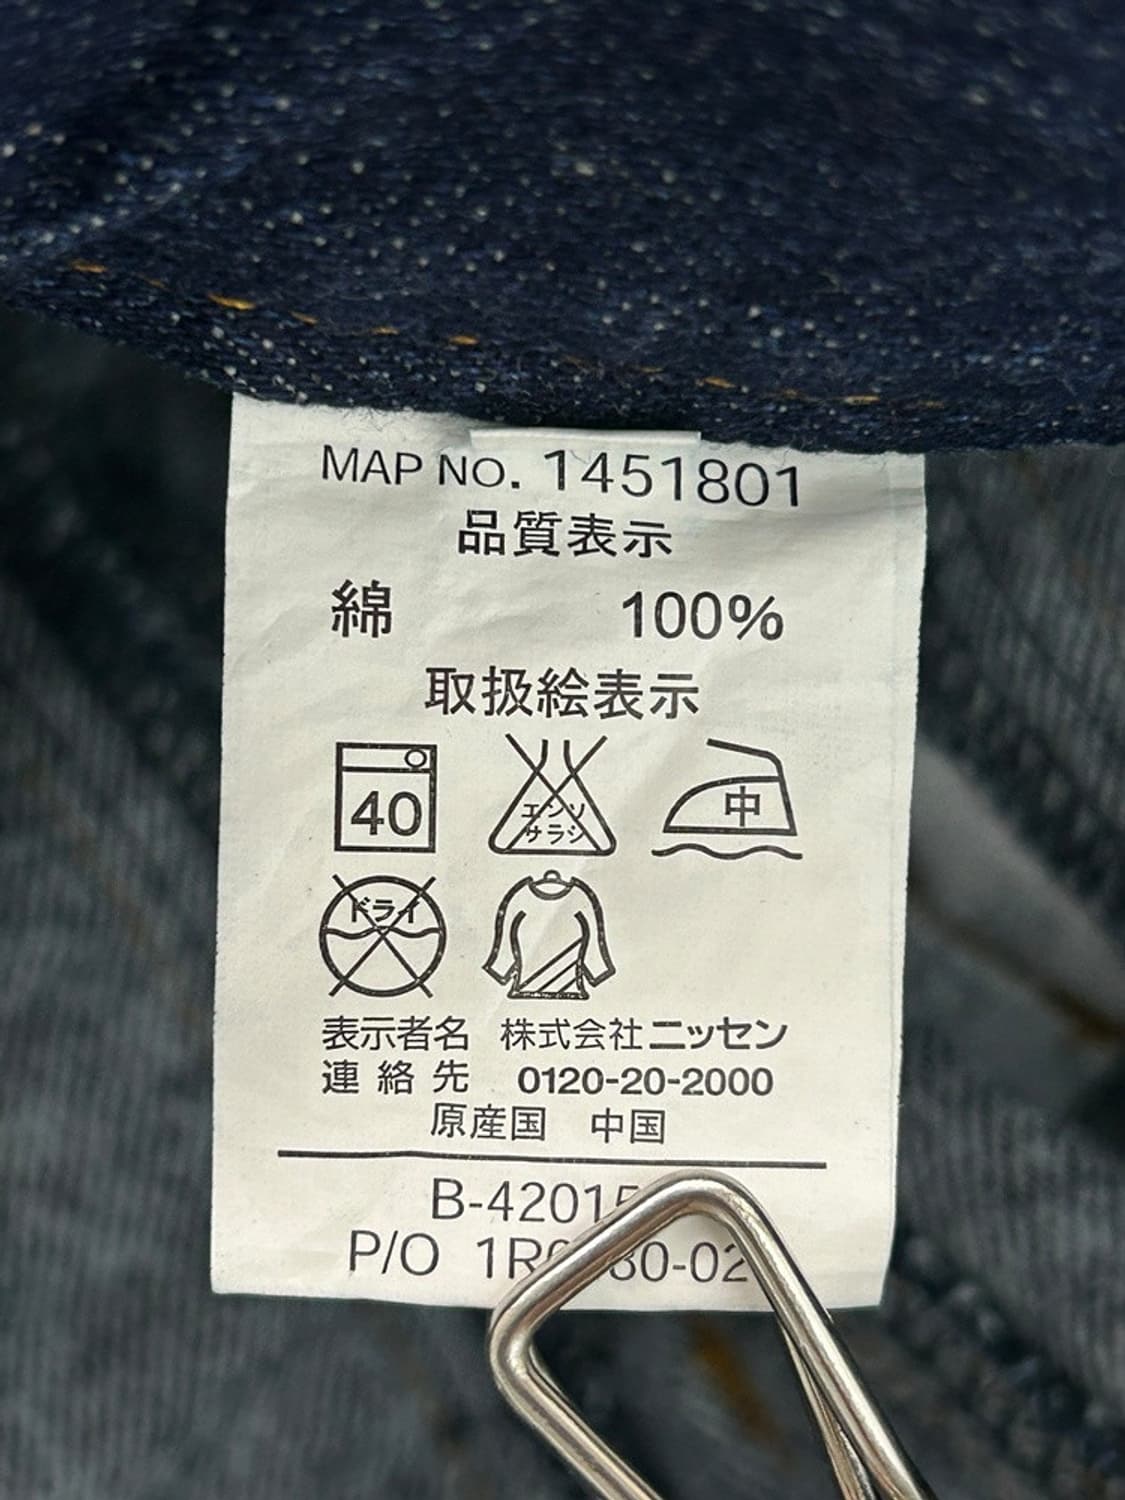 MAP NO. 1451801
品質表示
綿 100%
取扱絵表示
40
エンソ
サラシ
中
ドライ
表示者名 株式会社ニッセン
連絡先 0120-20-2000
原産国 中国
P/O